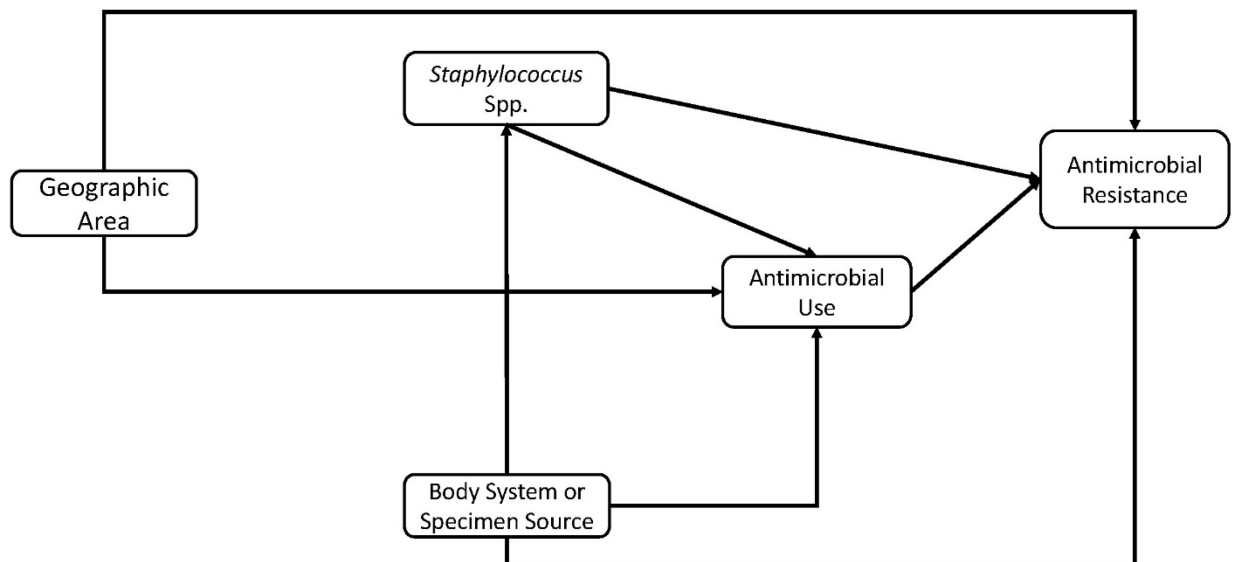 Staphylococcus
Spp.
Antimicrobial
Resistance
Geographic
Area
Antimicrobial
Use
Body System or
Specimen Source